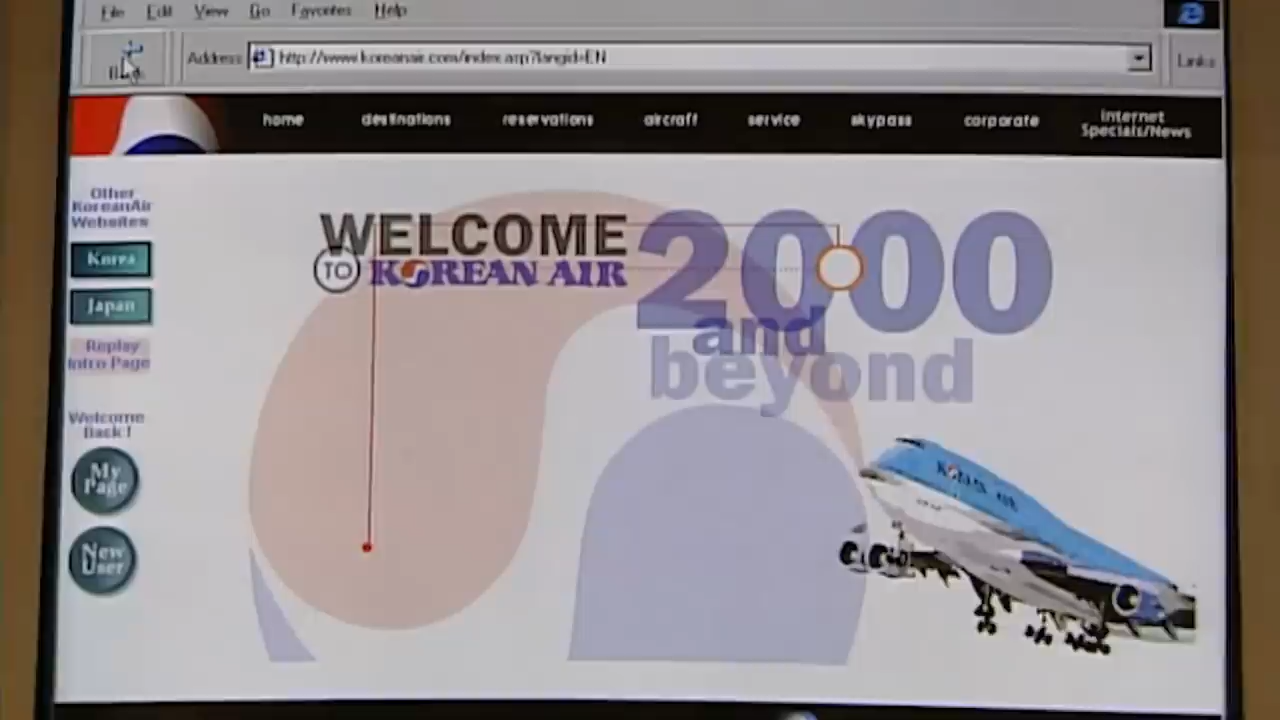 File Edit View Go Favorites Help
Back
Address http://www.koreanair.com/index.asp?langid=EN Links
home destinations reservations aircraft service skypass corporate Internet
Specials/News
Other
KoreanAir
Websites
Korea
Japan
Replay
Intro Page
Welcome
Back !
My
Page
New
User
WELCOME
TO KOREAN AIR
2000
and
beyond
KOREAN AIR